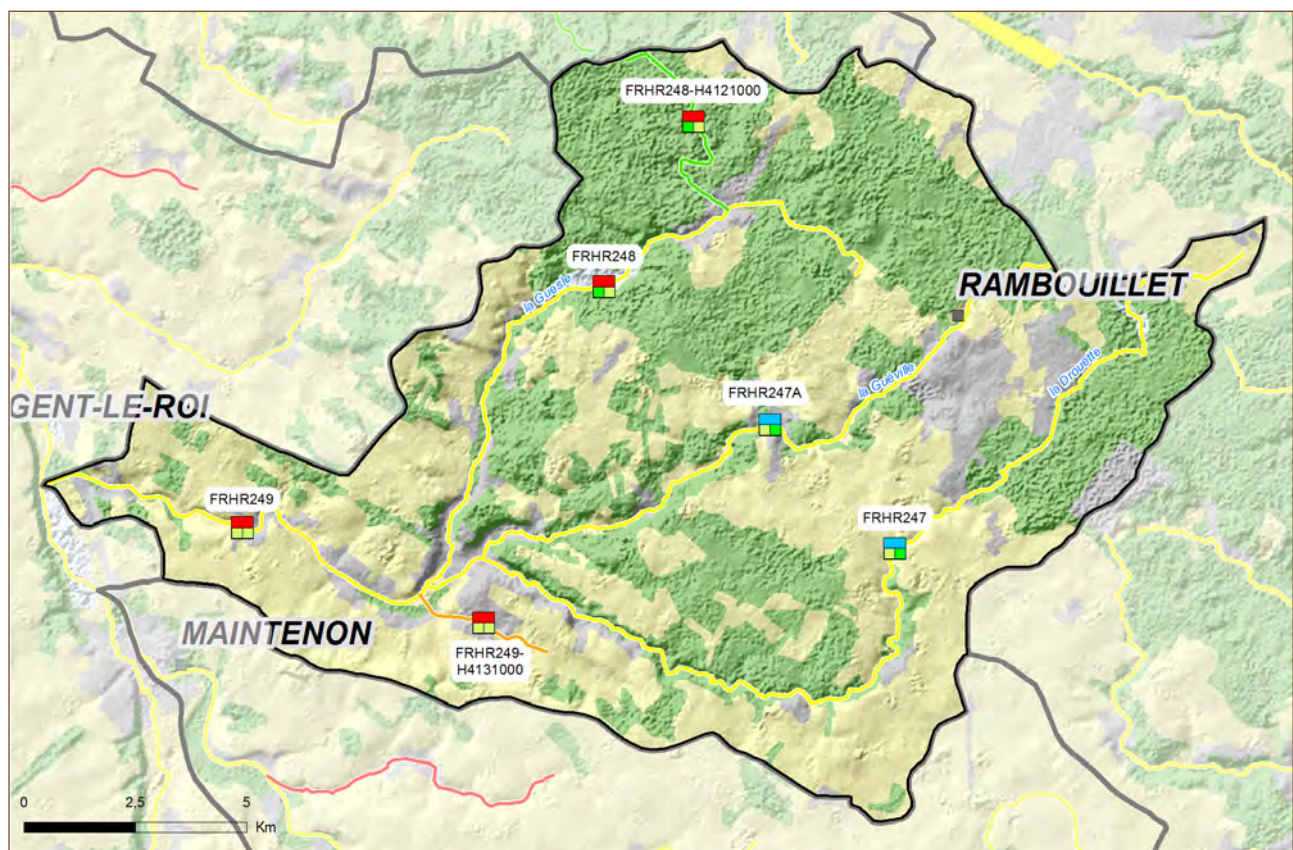 FRHR248-H4121000
FRHR248
la Guesle
RAMBOUILLET
la Drouette
la Guéville
FRHR247A
GENT-LE-ROI
FRHR249
FRHR247
MAINTENON
FRHR249-
H4131000
0 2,5 5
Km